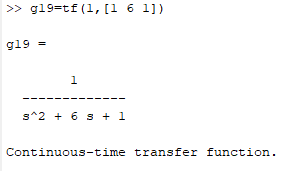 >> g19=tf(1,[1 6 1])
g19 =
1
-------------
s^2 + 6 s + 1
Continuous-time transfer function.